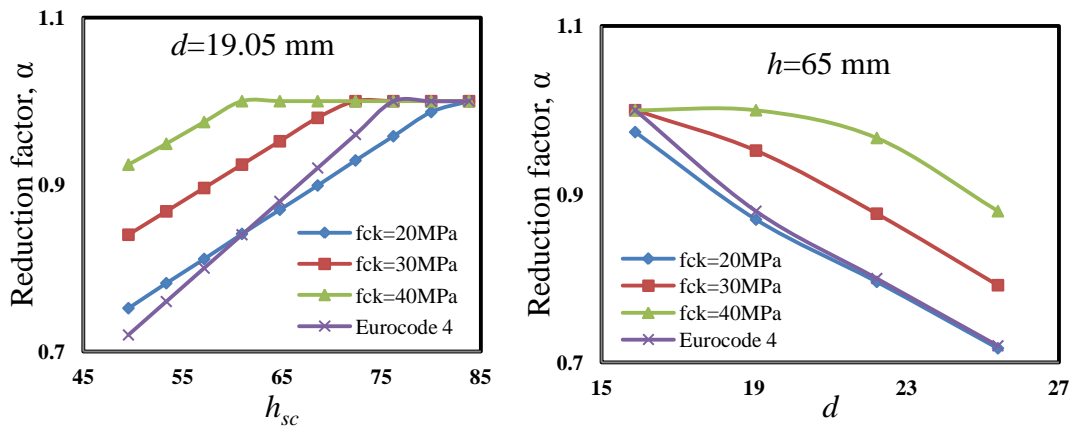 1.1
0.9
0.7
Reduction factor, α
d=19.05 mm
fck=20MPa
fck=30MPa
fck=40MPa
Eurocode 4
45 55 65 75 85
hsc
1.1
0.9
0.7
Reduction factor, α
h=65 mm
fck=20MPa
fck=30MPa
fck=40MPa
Eurocode 4
15 19 23 27
d